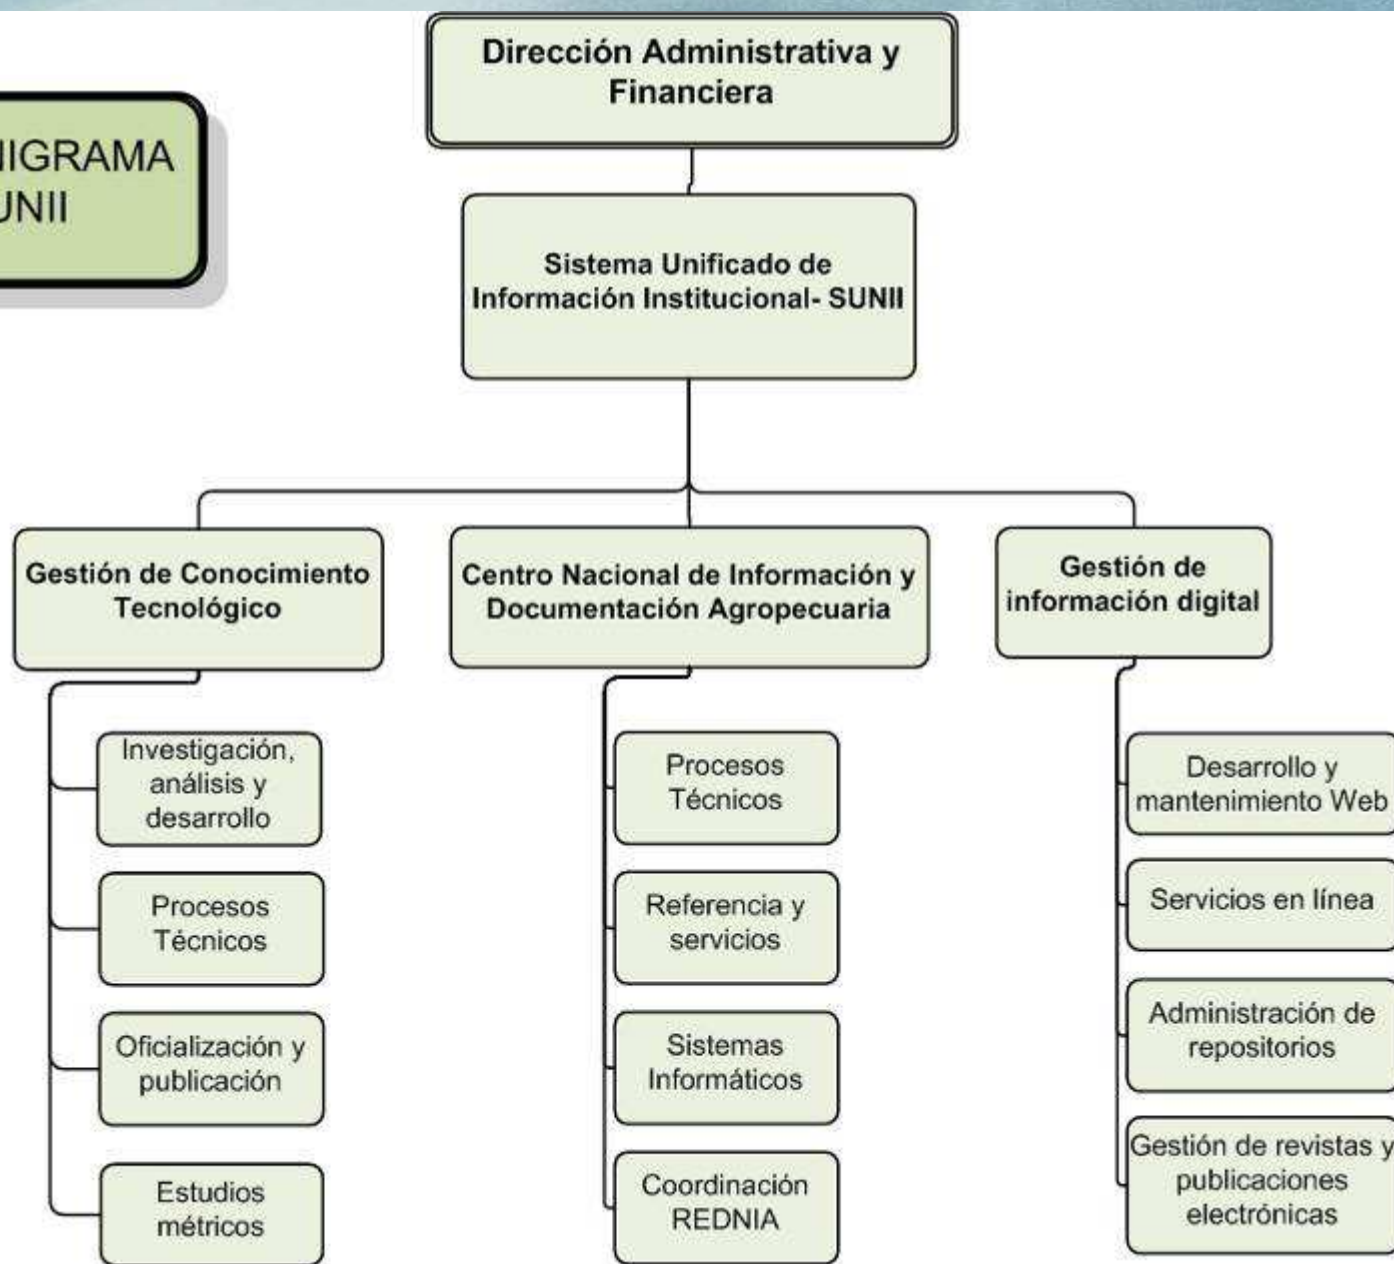 Dirección Administrativa y
Financiera
NIGRAMA
UNII
Sistema Unificado de
Información Institucional- SUNII
Gestión de Conocimiento
Tecnológico
Centro Nacional de Información y
Documentación Agropecuaria
Gestión de
información digital
Investigación,
análisis y
desarrollo
Procesos
Técnicos
Oficialización y
publicación
Estudios
métricos
Procesos
Técnicos
Referencia y
servicios
Sistemas
Informáticos
Coordinación
REDNIA
Desarrollo y
mantenimiento Web
Servicios en línea
Administración de
repositorios
Gestión de revistas y
publicaciones
electrónicas